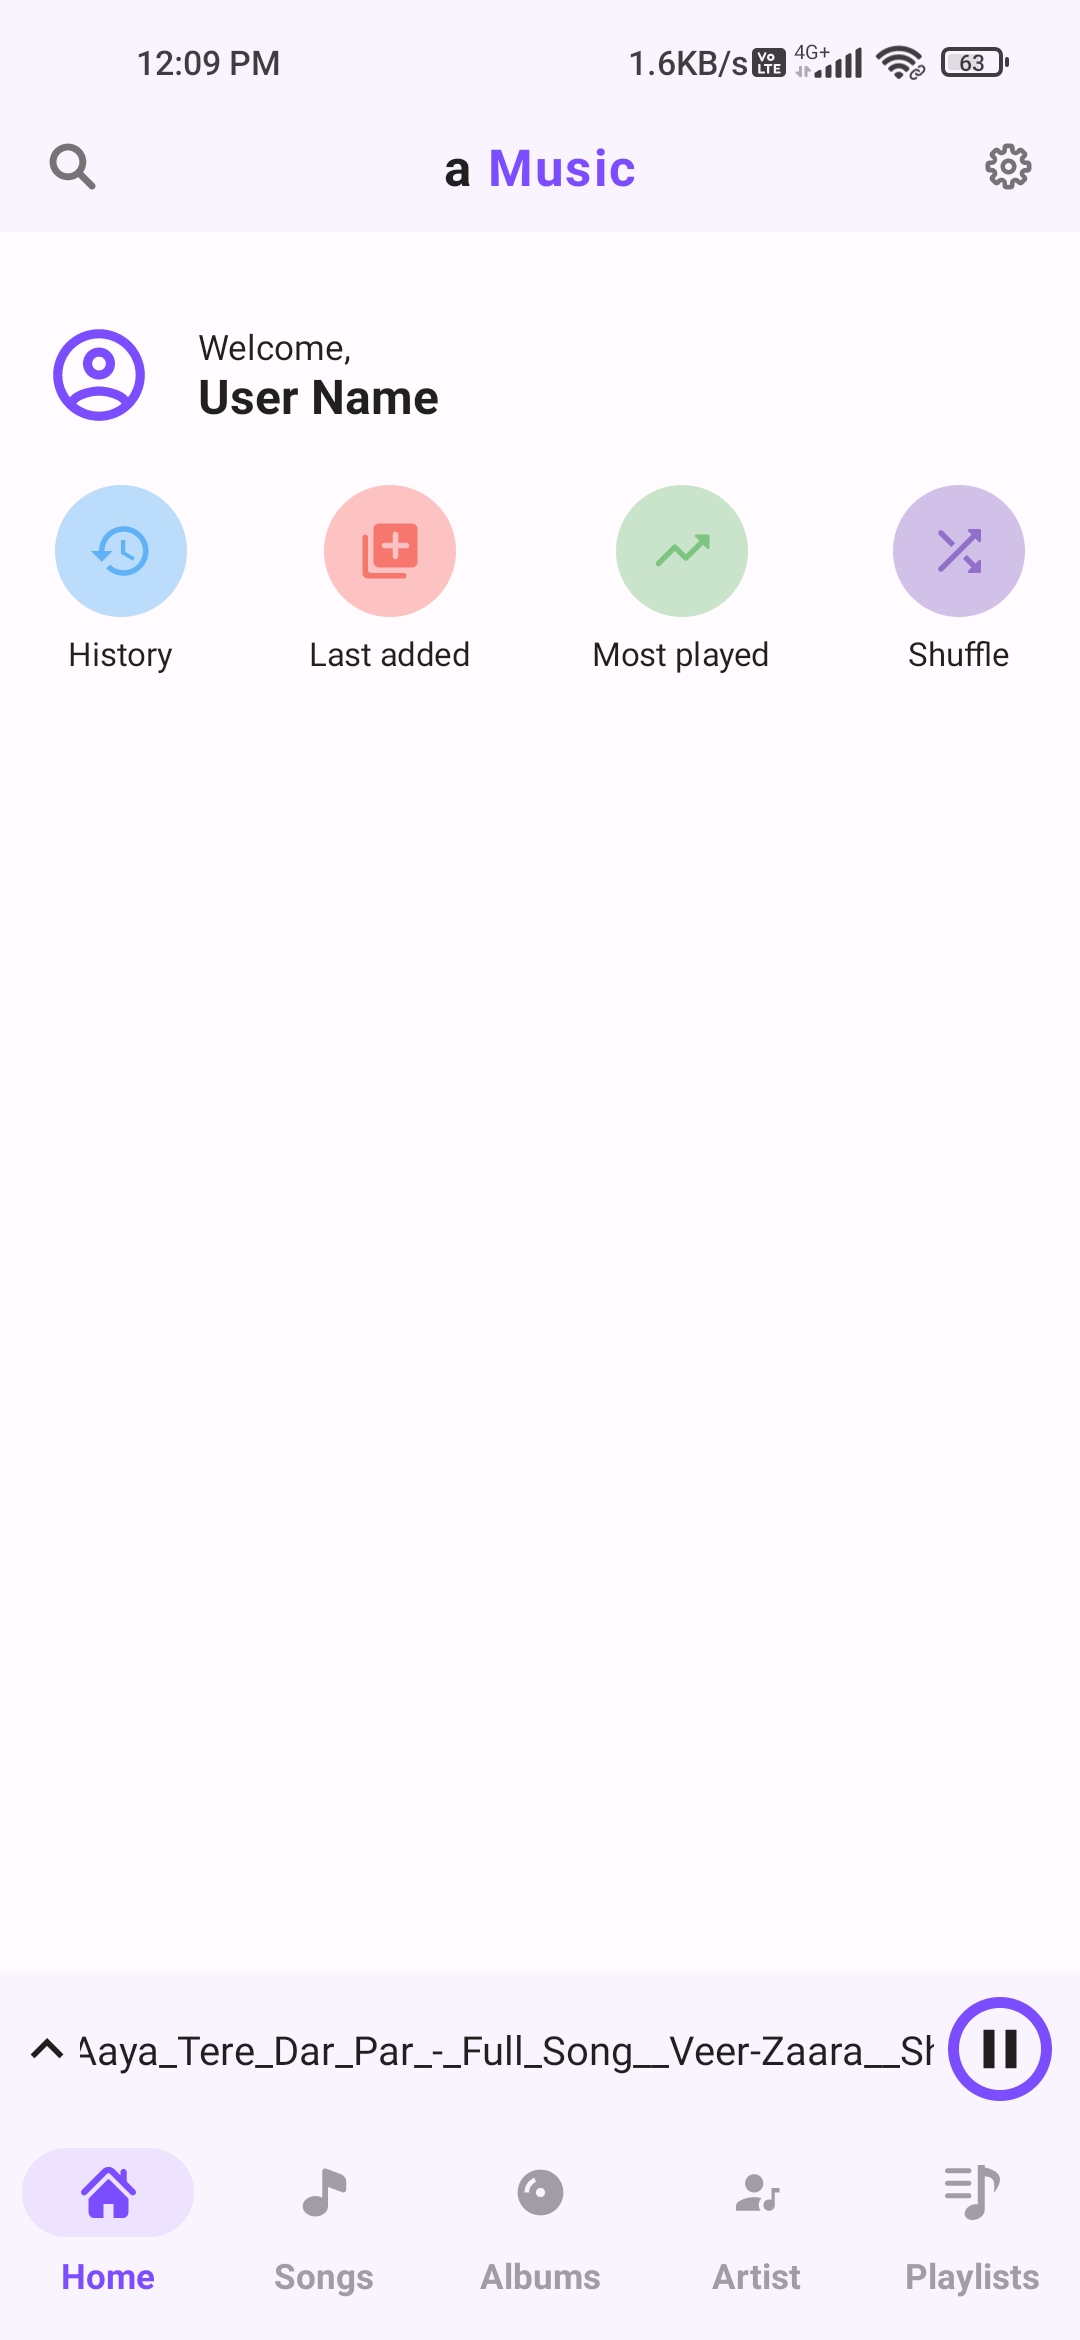 12:09 PM 1.6KB/s Vo LTE 4G+ 63
a Music
Welcome,
User Name
History Last added Most played Shuffle
Aaya_Tere_Dar_Par_-_Full_Song__Veer-Zaara__Sh
Home Songs Albums Artist Playlists